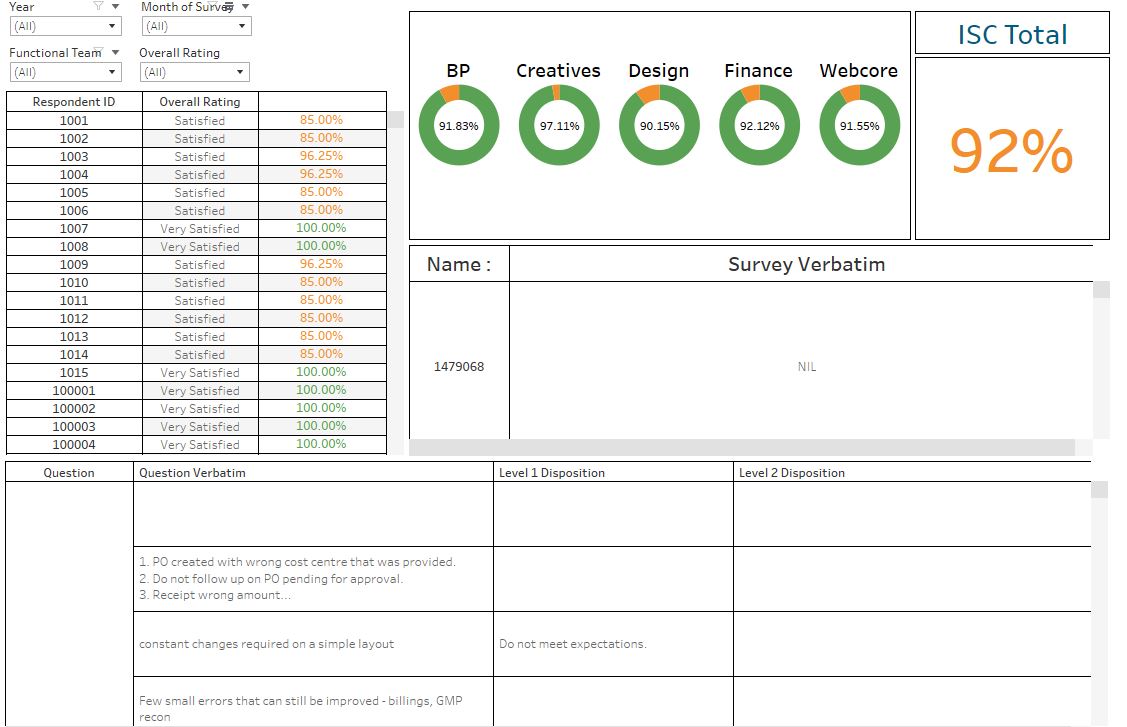 Year
Month of Survey
(All)
(All)
Functional Team
Overall Rating
(All)
(All)
Respondent ID Overall Rating
1001 Satisfied 85.00%
1002 Satisfied 85.00%
1003 Satisfied 96.25%
1004 Satisfied 96.25%
1005 Satisfied 85.00%
1006 Satisfied 85.00%
1007 Very Satisfied 100.00%
1008 Very Satisfied 100.00%
1009 Satisfied 96.25%
1010 Satisfied 85.00%
1011 Satisfied 85.00%
1012 Satisfied 85.00%
1013 Satisfied 85.00%
1014 Satisfied 85.00%
1015 Very Satisfied 100.00%
100001 Very Satisfied 100.00%
100002 Very Satisfied 100.00%
100003 Very Satisfied 100.00%
100004 Very Satisfied 100.00%
BP Creatives Design Finance Webcore
91.83% 97.11% 90.15% 92.12% 91.55%
ISC Total
92%
Name : Survey Verbatim
1479068 NIL
Question Question Verbatim Level 1 Disposition Level 2 Disposition
1. PO created with wrong cost centre that was provided.
2. Do not follow up on PO pending for approval.
3. Receipt wrong amount...
constant changes required on a simple layout Do not meet expectations.
Few small errors that can still be improved - billings, GMP
recon